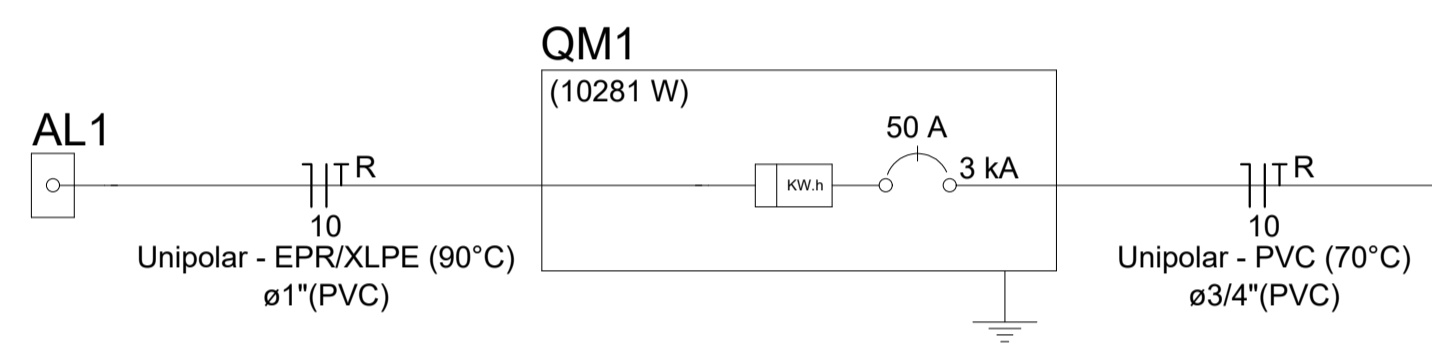 QM1
(10281 W)
AL1
50 A
3 kA
R
R
KW.h
10
10
Unipolar - EPR/XLPE (90°C)
Unipolar - PVC (70°C)
ø1"(PVC)
ø3/4"(PVC)